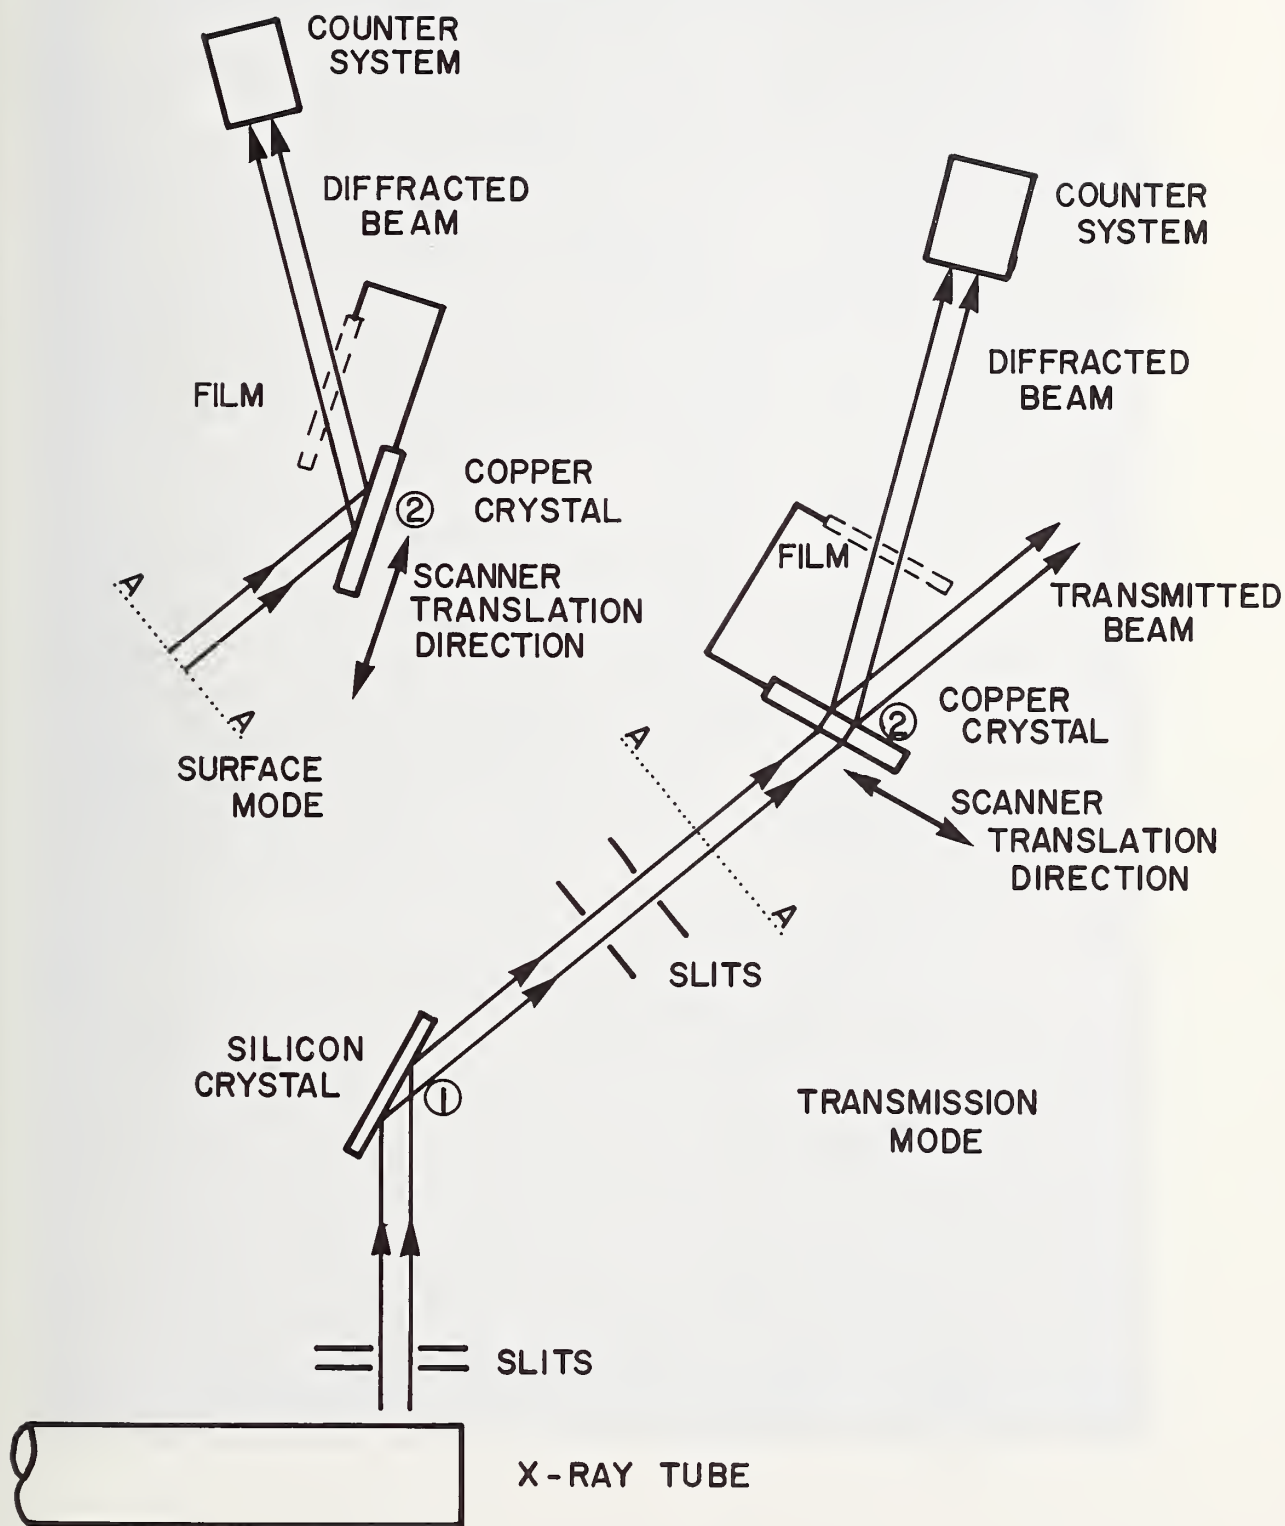 COUNTER
SYSTEM
DIFFRACTED
BEAM
FILM
COPPER
② CRYSTAL
SCANNER
TRANSLATION
DIRECTION
A
A
SURFACE
MODE
COUNTER
SYSTEM
DIFFRACTED
BEAM
FILM
TRANSMITTED
BEAM
COPPER
② CRYSTAL
SCANNER
TRANSLATION
DIRECTION
A
A
SLITS
SILICON
CRYSTAL
①
TRANSMISSION
MODE
SLITS
X-RAY TUBE